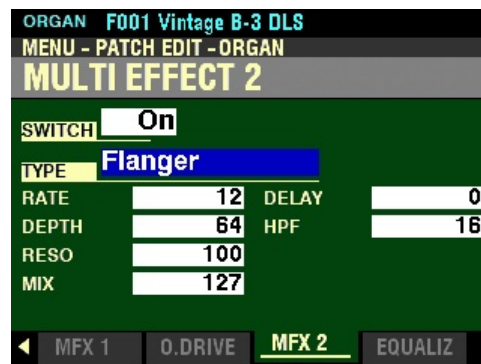 ORGAN F001 Vintage B-3 DLS
MENU - PATCH EDIT - ORGAN
MULTI EFFECT 2
SWITCH On
TYPE Flanger
RATE 12 DELAY 0
DEPTH 64 HPF 16
RESO 100
MIX 127
MFX 1 O.DRIVE MFX 2 EQUALIZ